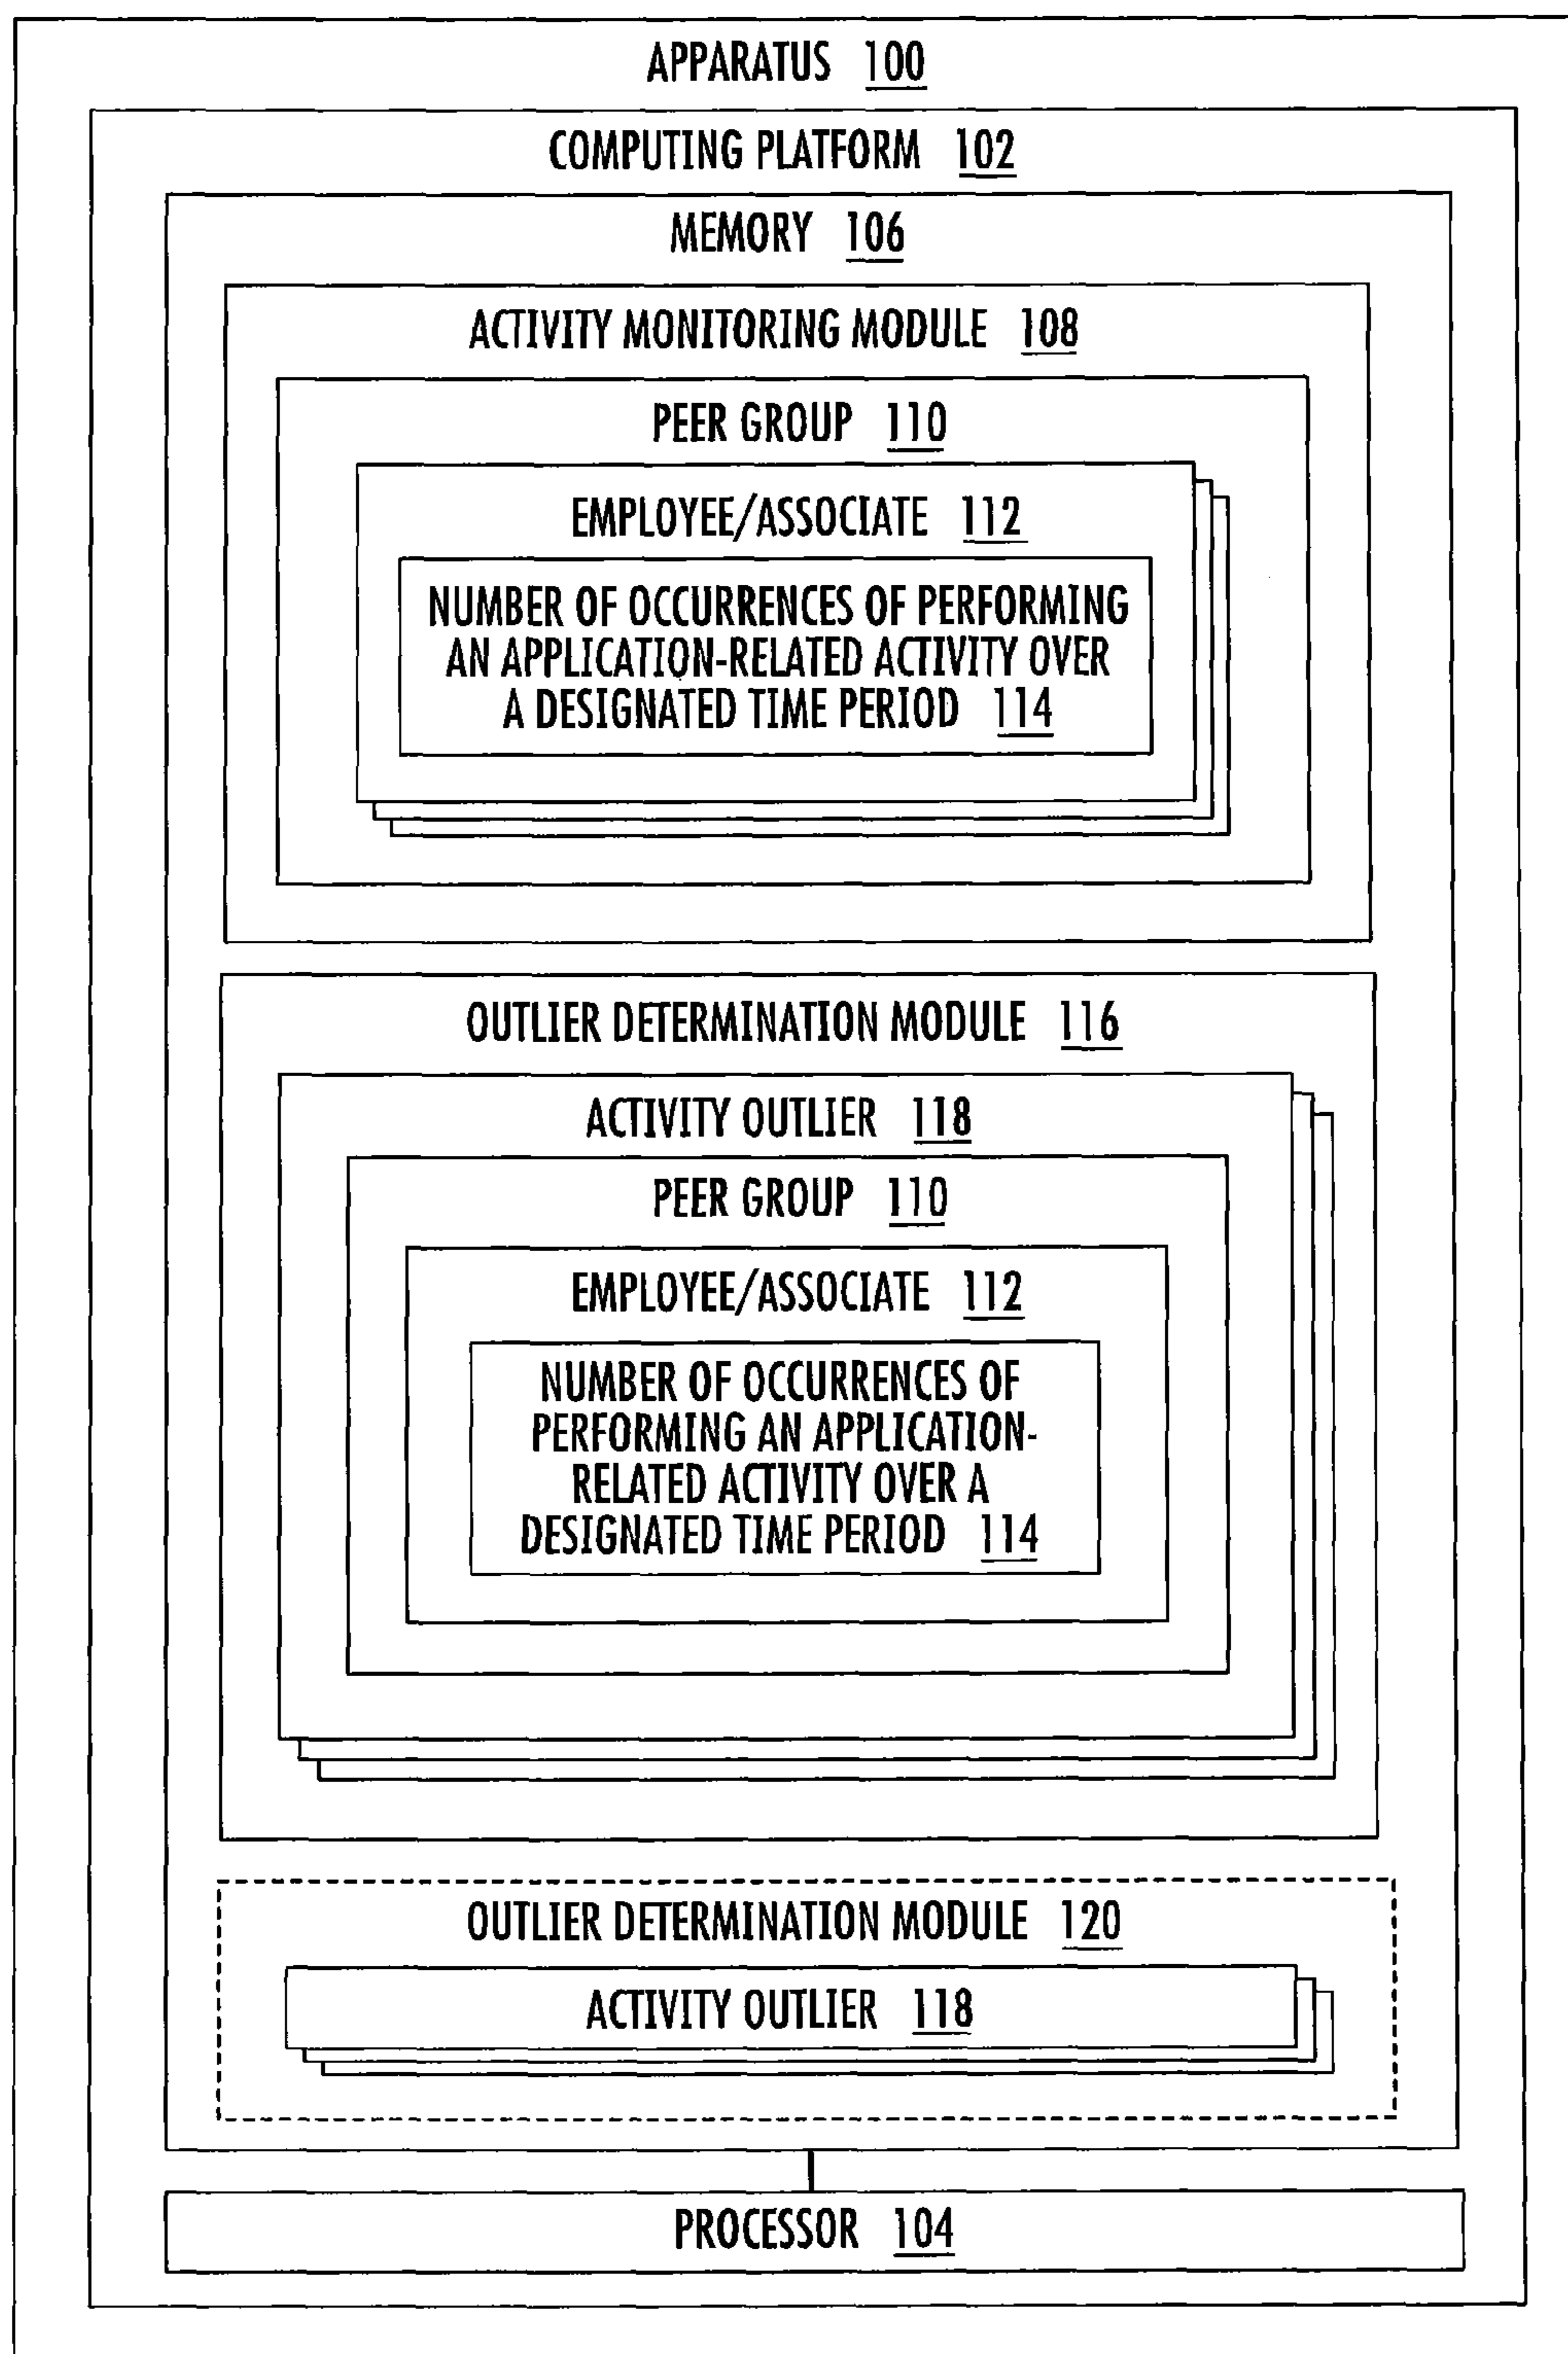 APPARATUS 100
COMPUTING PLATFORM 102
MEMORY 106
ACTIVITY MONITORING MODULE 108
PEER GROUP 110
EMPLOYEE/ASSOCIATE 112
NUMBER OF OCCURRENCES OF PERFORMING
AN APPLICATION-RELATED ACTIVITY OVER
A DESIGNATED TIME PERIOD 114
OUTLIER DETERMINATION MODULE 116
ACTIVITY OUTLIER 118
PEER GROUP 110
EMPLOYEE/ASSOCIATE 112
NUMBER OF OCCURRENCES OF
PERFORMING AN APPLICATION-
RELATED ACTIVITY OVER A
DESIGNATED TIME PERIOD 114
OUTLIER DETERMINATION MODULE 120
ACTIVITY OUTLIER 118
PROCESSOR 104